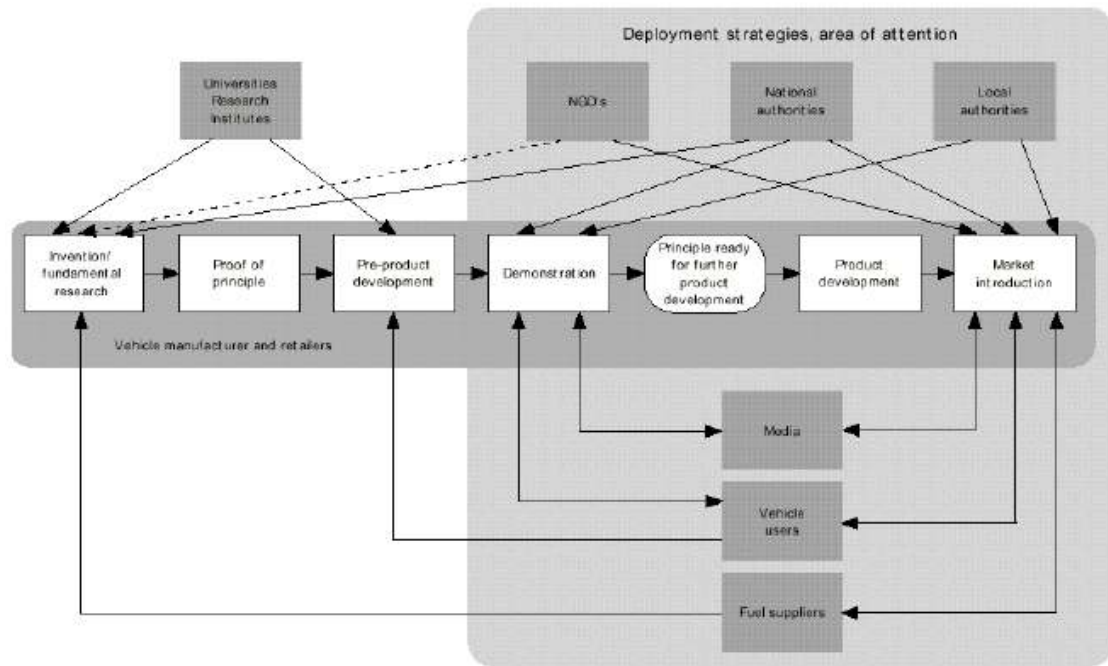 Deployment strategies, area of attention
Universities
Research
Institutes
NGO's
National
authorities
Local
authorities
Invention/
fundamental
research
Proof of
principle
Pre-product
development
Demonstration
Principle ready
for further
product
development
Product
development
Market
introduction
Vehicle manufacturer and retailers
Media
Vehicle
users
Fuel suppliers